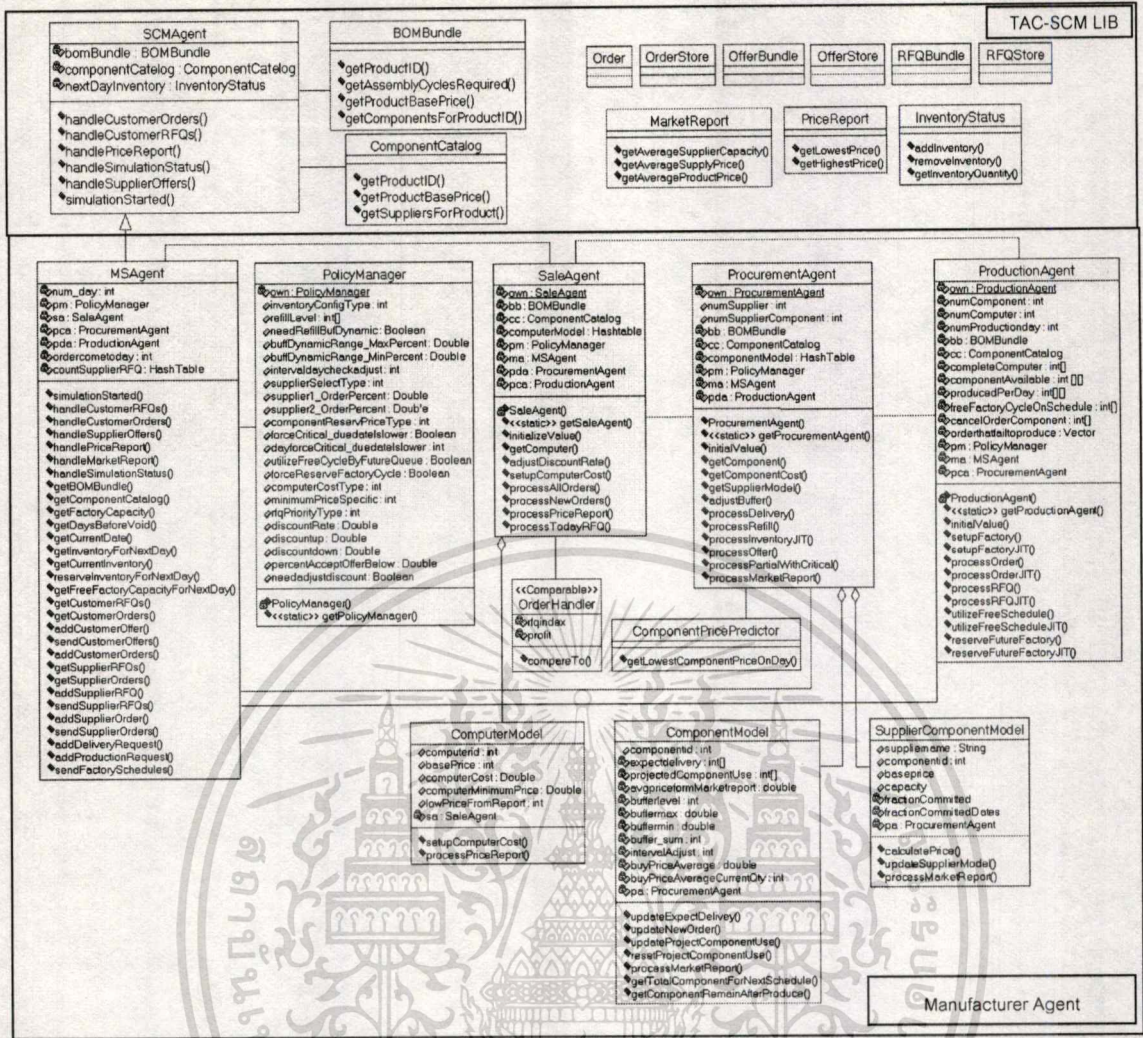 TAC-SCM LIB
SCMAgent
bomBundle : BOMBundle
componentCatelog : ComponentCatelog
nextDayInventory : InventoryStatus
handleCustomerOrders()
handleCustomerRFQs()
handlePriceReport()
handleSimulationStatus()
handleSupplierOffers()
simulationStarted()
BOMBundle
getProductID()
getAssemblyCyclesRequired()
getProductBasePrice()
getComponentsForProductID()
ComponentCatalog
getProductID()
getProductBasePrice()
getSuppliersForProduct()
Order
OrderStore
OfferBundle
OfferStore
RFQBundle
RFQStore
MarketReport
getAverageSupplierCapacity()
getAverageSupplyPrice()
getAverageProductPrice()
PriceReport
getLowestPrice()
getHighestPrice()
InventoryStatus
addInventory()
removeInventory()
getInventoryQuantity()
MSAgent
num_day : int
pm : PolicyManager
sa : SaleAgent
pca : ProcurementAgent
pda : ProductionAgent
ordercometoday : int
countSupplierRFQ : HashTable
simulationStarted()
handleCustomerRFQs()
handleCustomerOrders()
handleSupplierOffers()
handlePriceReport()
handleMarketReport()
handleSimulationStatus()
getBOMBundle()
getComponentCatalog()
getFactoryCapacity()
getDaysBeforeVoid()
getCurrentDate()
getInventoryForNextDay()
getCurrentInventory()
reserveInventoryForNextDay()
getFreeFactoryCapacityForNextDay()
getCustomerRFQs()
getCustomerOrders()
addCustomerOffer()
sendCustomerOffers()
addCustomerOrders()
getSupplierRFQs()
getSupplierOrders()
addSupplierRFQ()
sendSupplierRFQs()
addSupplierOrder()
sendSupplierOrders()
addDeliveryRequest()
addProductionRequest()
sendFactorySchedules()
PolicyManager
own : PolicyManager
inventoryConfigType : int
refillLevel : int[]
needRefillBufDynamic : Boolean
buffDynamicRange_MaxPercent : Double
buffDynamicRange_MinPercent : Double
intervaldaycheckadjust : int
supplierSelectType : int
supplier1_OrderPercent : Double
supplier2_OrderPercent : Double
componentReservPriceType : int
forceCritical_duedateIslower : Boolean
dayforceCritical_duedateIslower : int
utilizeFreeCycleByFutureQueue : Boolean
forceReserveFactoryCycle : Boolean
computerCostType : int
minimumPriceSpecific : int
rfqPriorityType : int
discountRate : Double
discountup : Double
discountdown : Double
percentAcceptOfferBelow : Double
needadjustdiscount : Boolean
PolicyManager()
<<static>> getPolicyManager()
SaleAgent
own : SaleAgent
bb : BOMBundle
cc : ComponentCatalog
computerModel : Hashtable
pm : PolicyManager
ma : MSAgent
pda : ProcurementAgent
pca : ProductionAgent
SaleAgent()
<<static>> getSaleAgent()
initializeValue()
getComputer()
adjustDiscountRate()
setupComputerCost()
processAllOrders()
processNewOrders()
processPriceReport()
processTodayRFQ()
ProcurementAgent
own : ProcurementAgent
numSupplier : int
numSupplierComponent : int
bb : BOMBundle
cc : ComponentCatalog
componentModel : HashTable
pm : PolicyManager
ma : MSAgent
pda : ProductionAgent
ProcurementAgent()
<<static>> getProcurementAgent()
initialValue()
getComponent()
getComponentCost()
getSupplierModel()
adjustBuffer()
processDelivery()
processRefill()
processInventoryJIT()
processOffer()
processPartialWithCritical()
processMarketReport()
ProductionAgent
own : ProductionAgent
numComponent : int
numComputer : int
numProductionday : int
bb : BOMBundle
cc : ComponentCatalog
completeComputer : int[]
componentAvailable : int [][]
producedPerDay : int[][]
freeFactoryCycleOnSchedule : int[]
cancelOrderComponent : int[]
orderthatfailtoproduce : Vector
pm : PolicyManager
ma : MSAgent
pca : ProcurementAgent
ProductionAgent()
<<static>> getProductionAgent()
initialValue()
setupFactory()
setupFactoryJIT()
processOrder()
processOrderJIT()
processRFQ()
processRFQJIT()
utilizeFreeSchedule()
utilizeFreeScheduleJIT()
reserveFutureFactory()
reserveFutureFactoryJIT()
<<Comparable>>
OrderHandler
rfqindex
profit
compareTo()
ComponentPricePredictor
getLowestComponentPriceOnDay()
ComputerModel
computerid : int
basePrice : int
computerCost : Double
computerMinimumPrice : Double
lowPriceFromReport : int
sa : SaleAgent
setupComputerCost()
processPriceReport()
ComponentModel
componentid : int
expectdelivery : int[]
projectedComponentUse : int[]
avgpriceformMarketreport : double
bufferlevel : int
buffermax : double
buffermin : double
buffer_sum : int
intervalAdjust : int
buyPriceAverage : double
buyPriceAverageCurrentQty : int
pa : ProcurementAgent
updateExpectDelivey()
updateNewOrder()
updateProjectComponentUse()
resetProjectComponentUse()
processMarketReport()
getTotalComponentForNextSchedule()
getComponentRemainAfterProduce()
SupplierComponentModel
suppliername : String
componentid : int
baseprice
capacity
fractionCommited
fractionCommitedDates
pa : ProcurementAgent
calculatePrice()
updateSupplierModel()
processMarketReport()
Manufacturer Agent